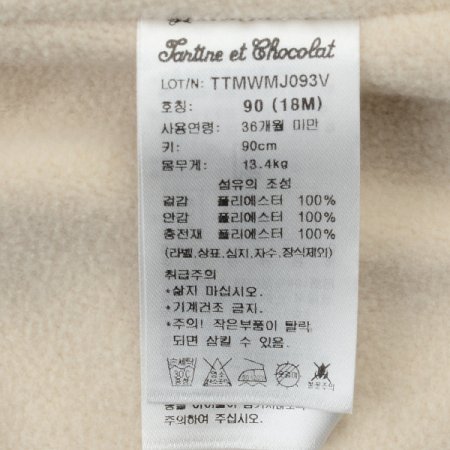 Tartine et Chocolat
LOT/N: TTMWMJ093V
호칭: 90 (18M)
사용연령: 36개월 미만
키: 90cm
몸무게: 13.4kg
섬유의 조성
겉감 폴리에스터 100%
안감 폴리에스터 100%
충전재 폴리에스터 100%
(라벨.상표.심지.자수.장식제외)
취급주의
*삶지 마십시오.
*기계건조 금지.
*주의! 작은부품이 탈락
되면 삼킬 수 있음.
30℃
중성
염소
주의하여 주십시오.